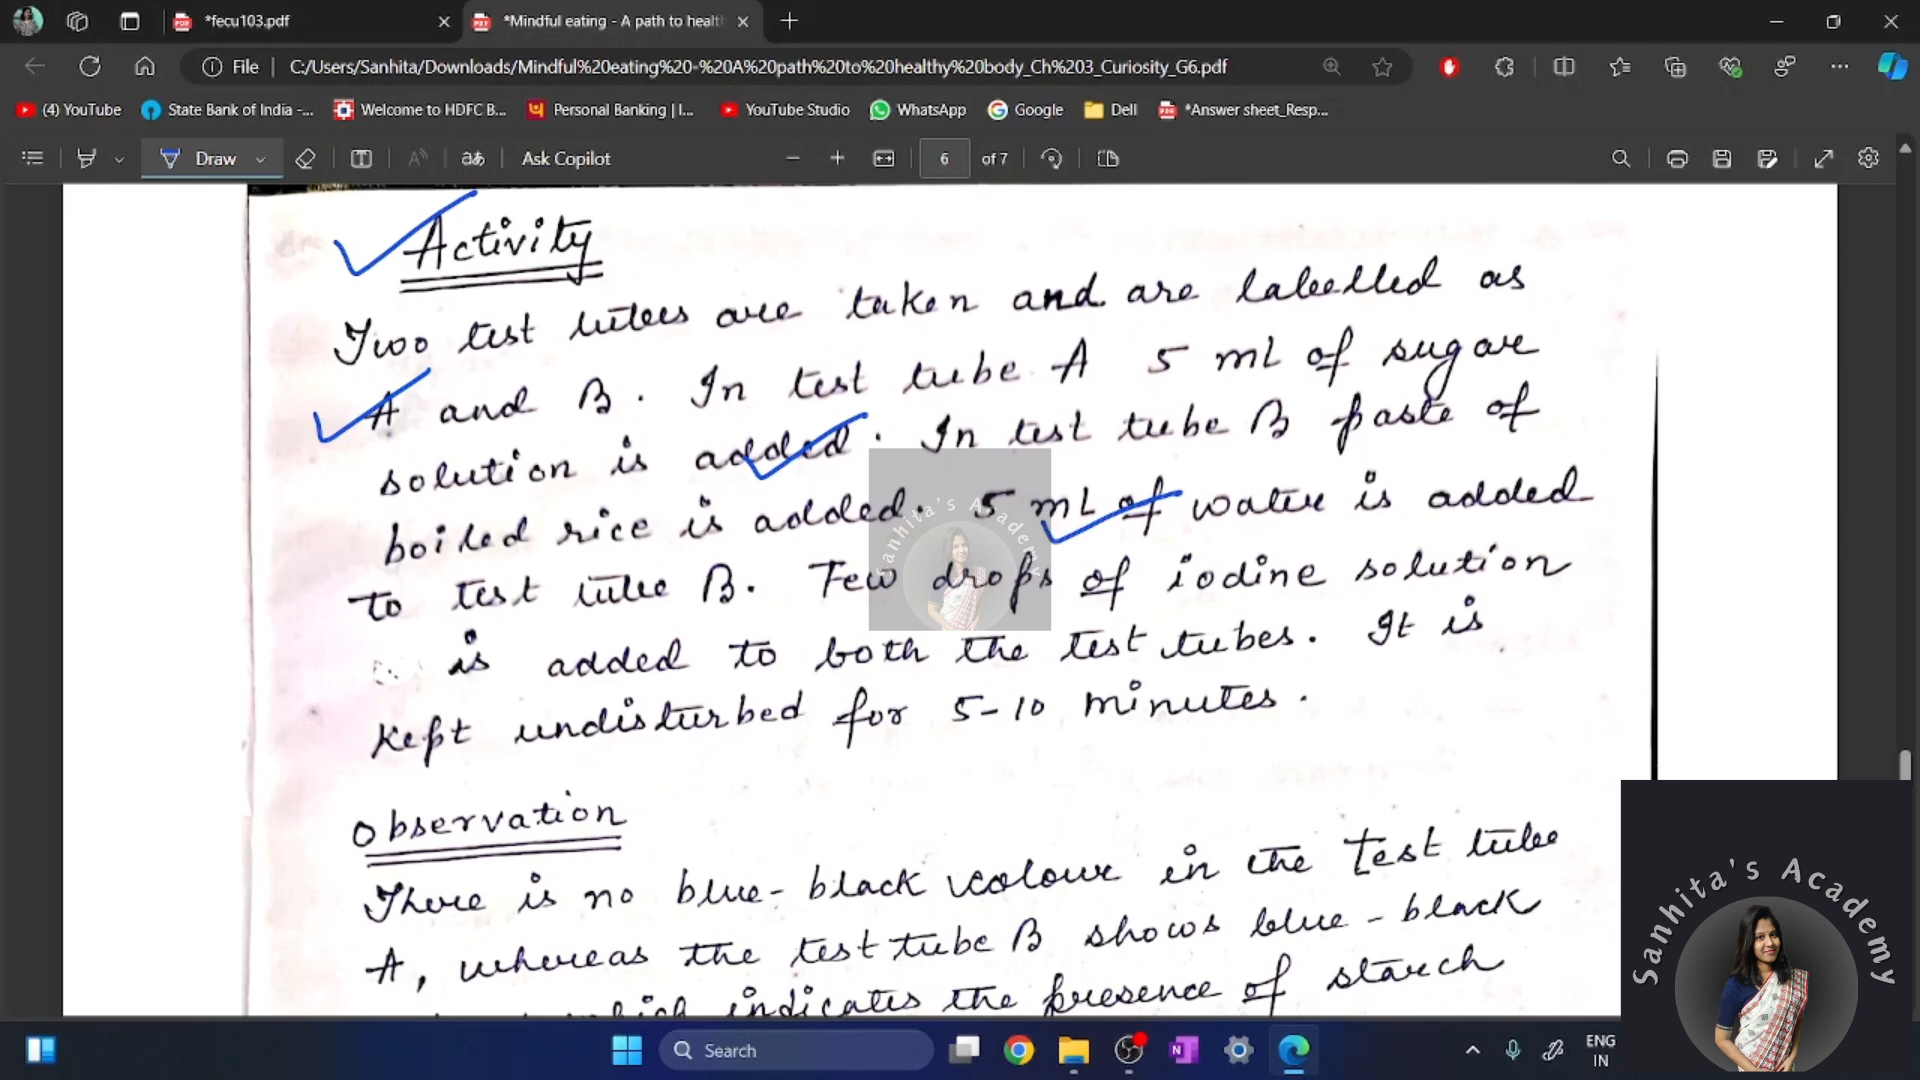 *fecu103.pdf
*Mindful eating - A path to healt
File
C:/Users/Sanhita/Downloads/Mindful%20eating%20-%20A%20path%20to%20healthy%20body_Ch%203_Curiosity_G6.pdf
(4) YouTube
State Bank of India -...
Welcome to HDFC B...
Personal Banking | I...
YouTube Studio
WhatsApp
Google
Dell
*Answer sheet_Resp...
Draw
Ask Copilot
6 of 7
Activity
Two test tubes are taken and are labelled as
A and B. In test tube A 5 mL of sugar
solution is added. In test tube B paste of
boiled rice is added. 5 mL of water is added
to test tube B. Few drops of iodine solution
is added to both the test tubes. It is
kept undisturbed for 5-10 minutes.
Observation
There is no blue-black colour in the test tube
A, whereas the test tube B shows blue-black
indicates the presence of starch
Sanhita's Academy
Sanhita's Academy
Search
ENG
IN